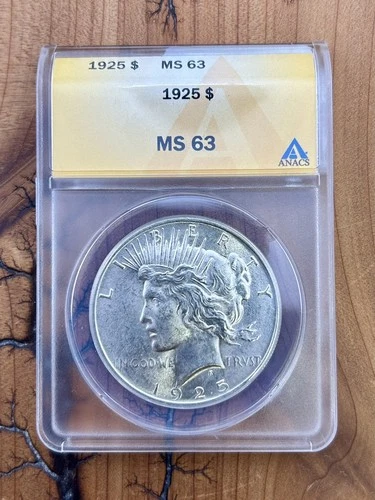 1925 $ MS 63
1925 $
MS 63
ANACS
LIBERTY
IN GOD WE TRVST
1925